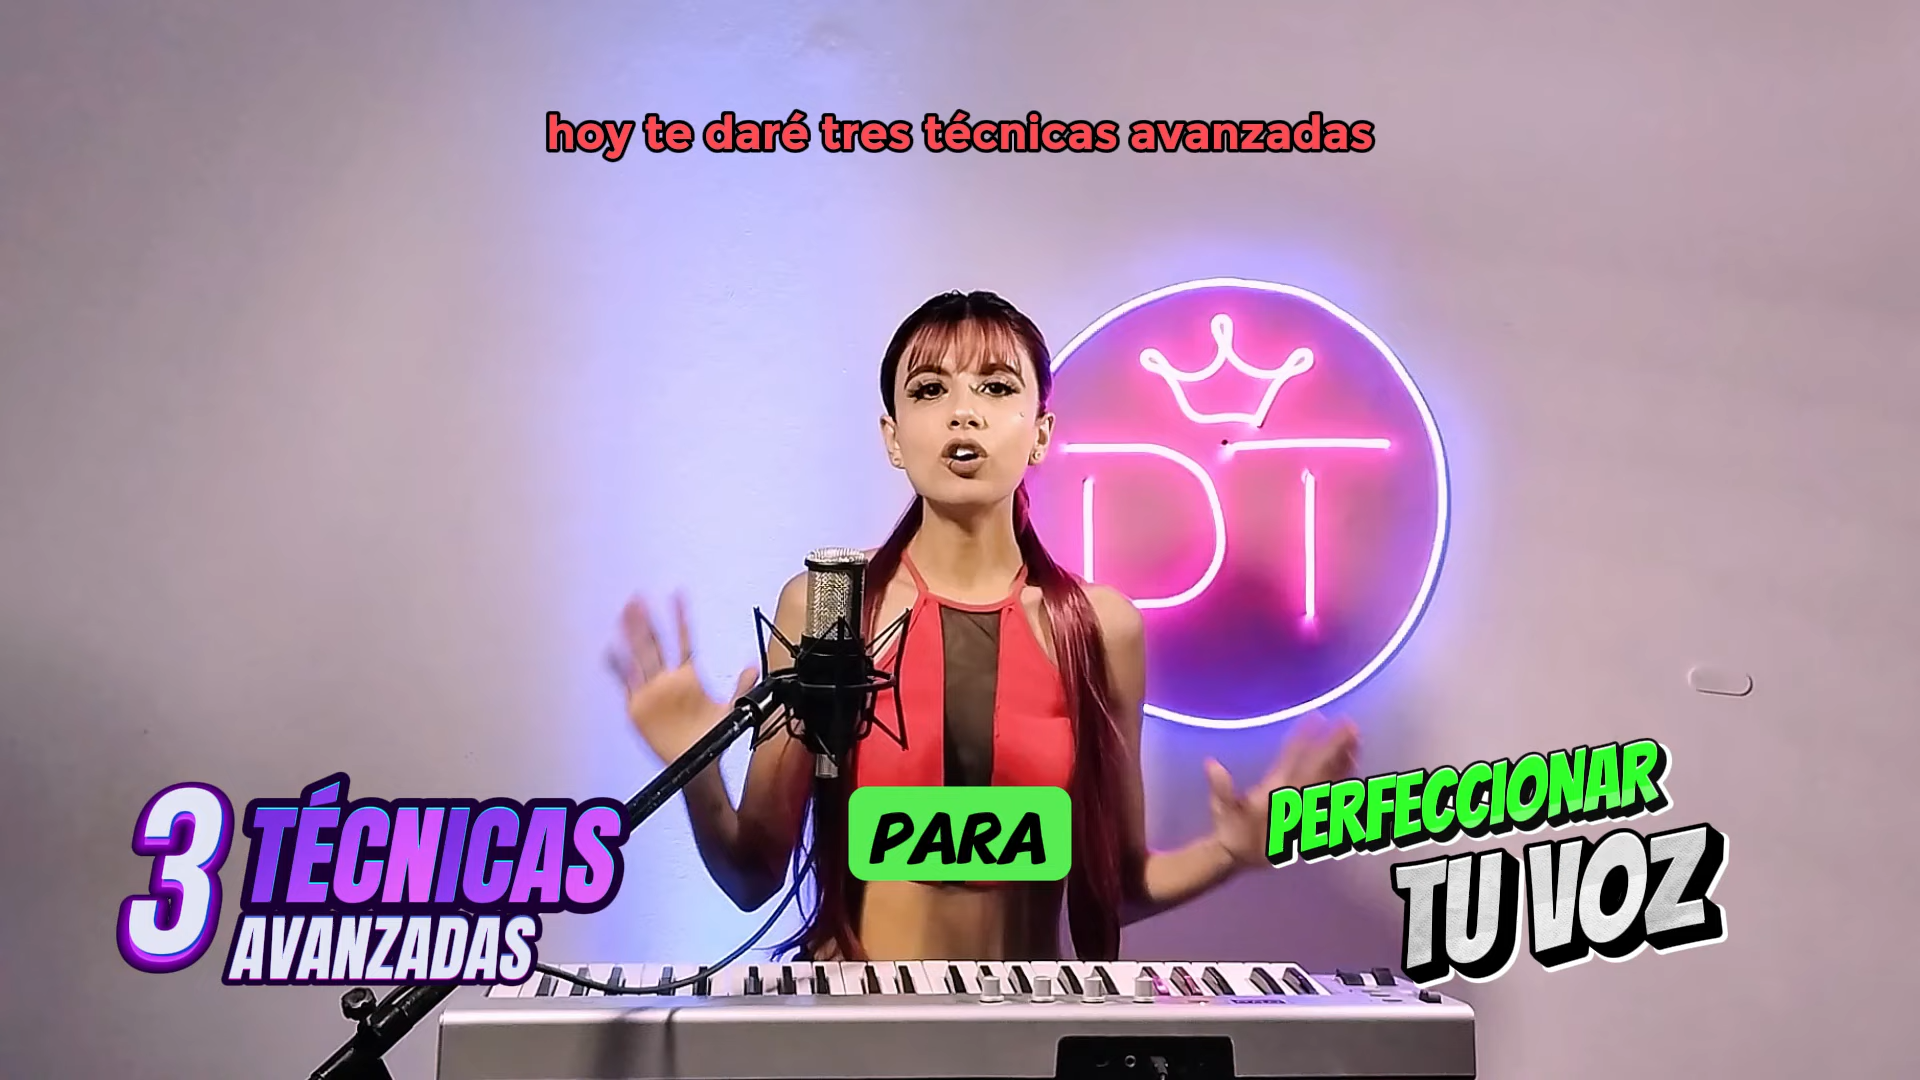 hoy te daré tres técnicas avanzadas
DT
3 TÉCNICAS
AVANZADAS
PARA
PERFECCIONAR
TU VOZ